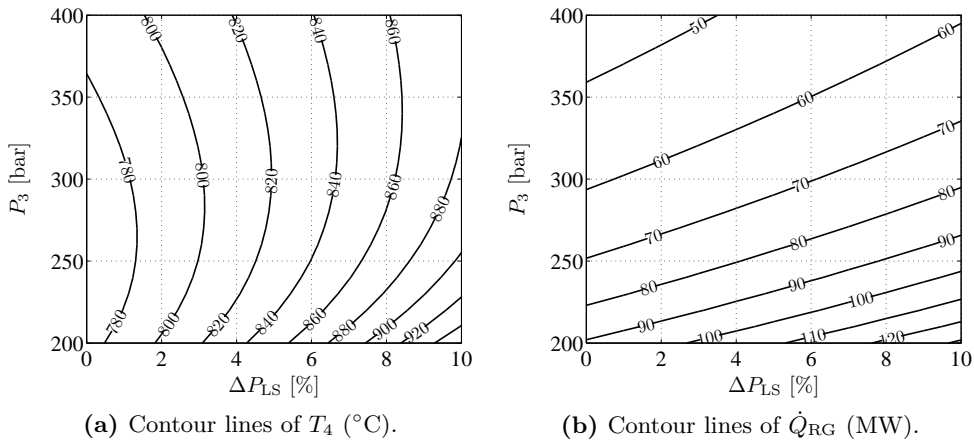 400
800 820 840 860
350
P3 [bar]
300
780 800 820 840 860 880
250
780 800 820 840 860 880 900 920
200
0 2 4 6 8 10
ΔP_LS [%]
(a) Contour lines of T4 (°C).
400
50 60
350
60 70
P3 [bar]
300
60 70 80
250
70 80 90
80 90 100
90 100 110 120
200
0 2 4 6 8 10
ΔP_LS [%]
(b) Contour lines of Q̇_RG (MW).